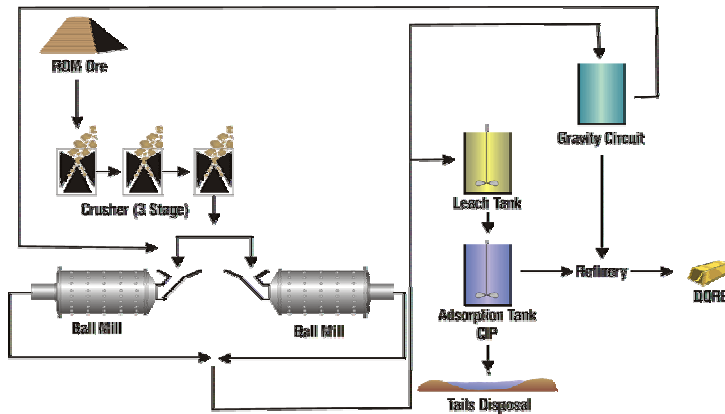 ROM Ore
Gravity Circuit
Crusher (3 Stage)
Leach Tank
Refinery
DORE
Ball Mill
Ball Mill
Adsorption Tank
CIP
Tails Disposal